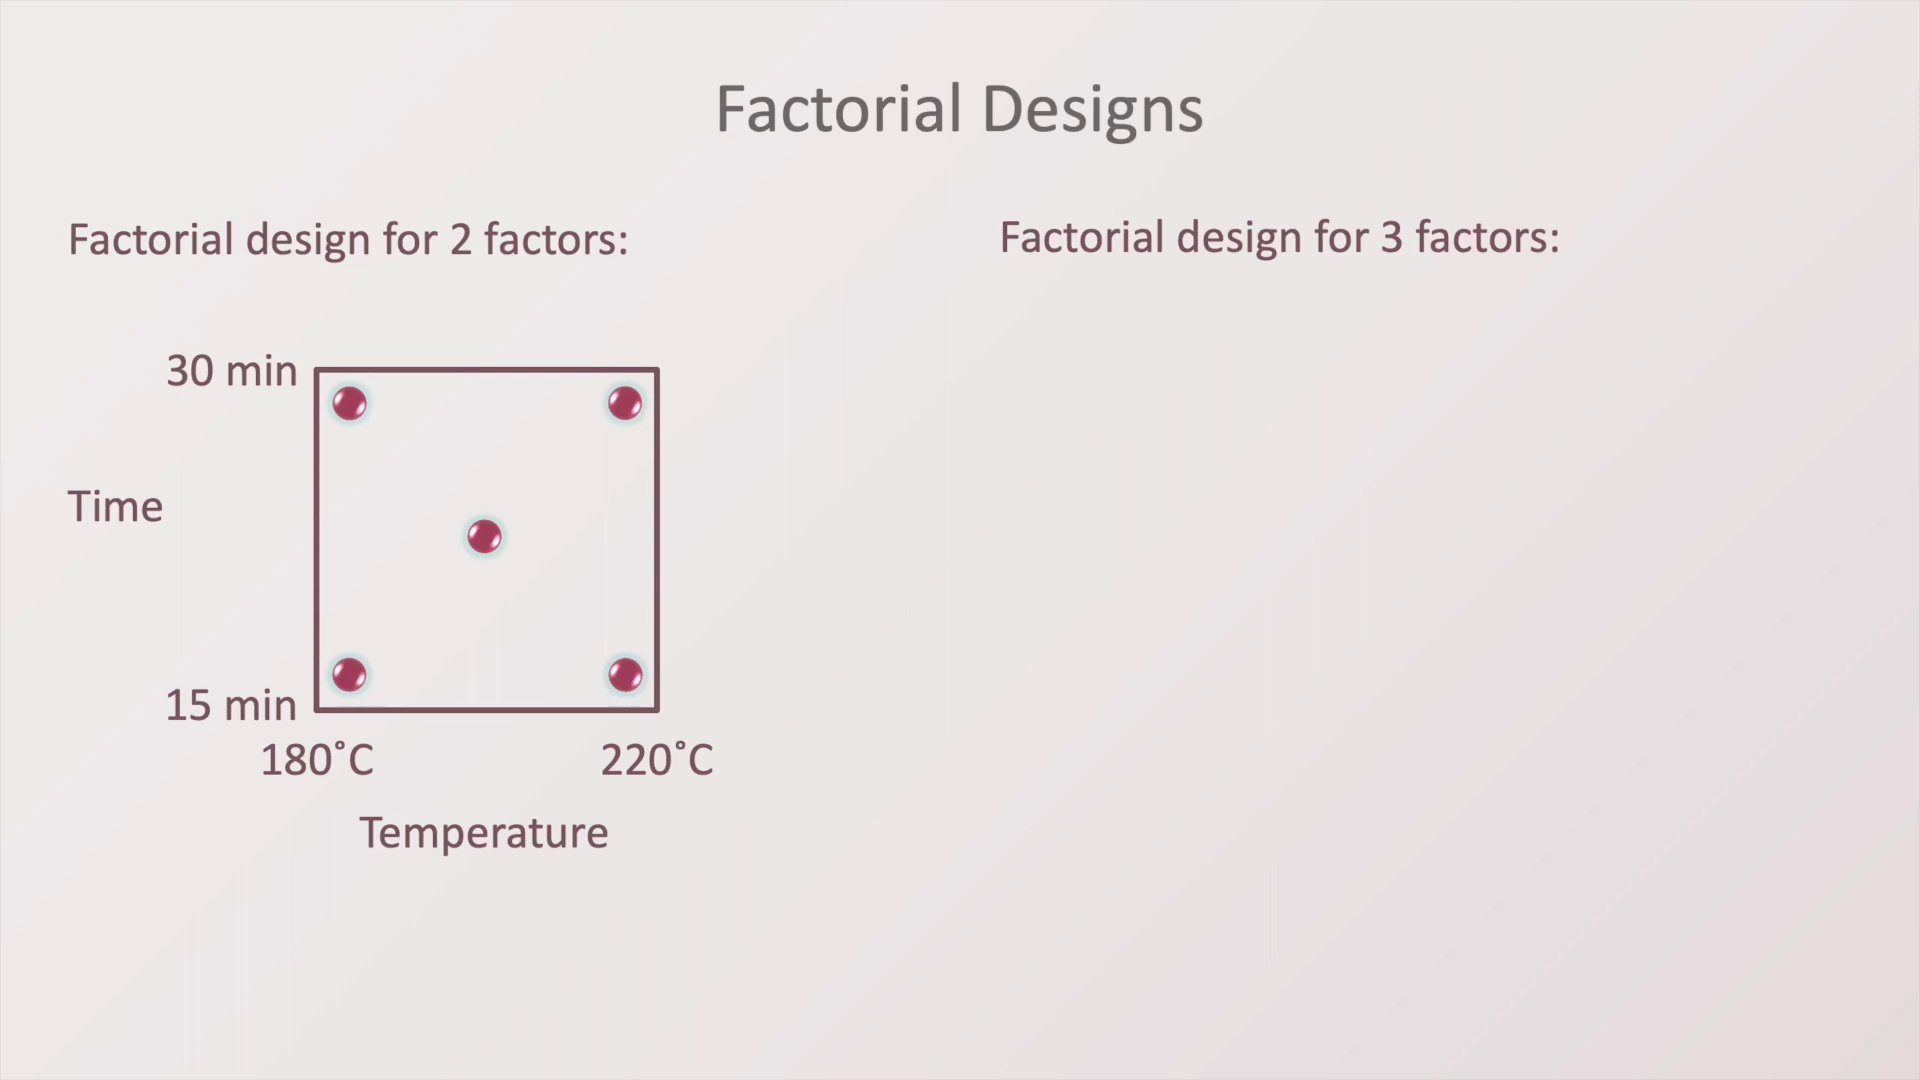 Factorial Designs
Factorial design for 2 factors:
30 min
Time
15 min
180˚C 220˚C
Temperature
Factorial design for 3 factors: